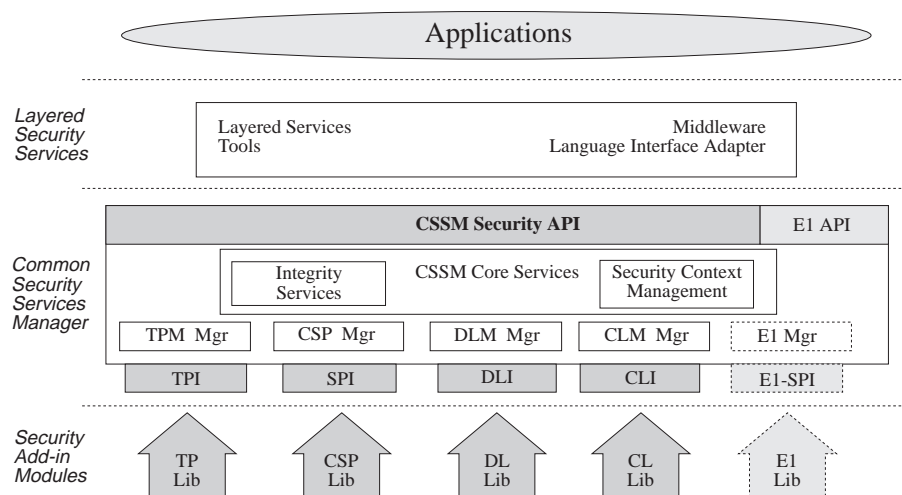 Applications
Layered
Security
Services
Layered Services
Tools
Middleware
Language Interface Adapter
CSSM Security API
E1 API
Common
Security
Services
Manager
Integrity
Services
CSSM Core Services
Security Context
Management
TPM Mgr
CSP Mgr
DLM Mgr
CLM Mgr
E1 Mgr
TPI
SPI
DLI
CLI
E1-SPI
Security
Add-in
Modules
TP
Lib
CSP
Lib
DL
Lib
CL
Lib
E1
Lib